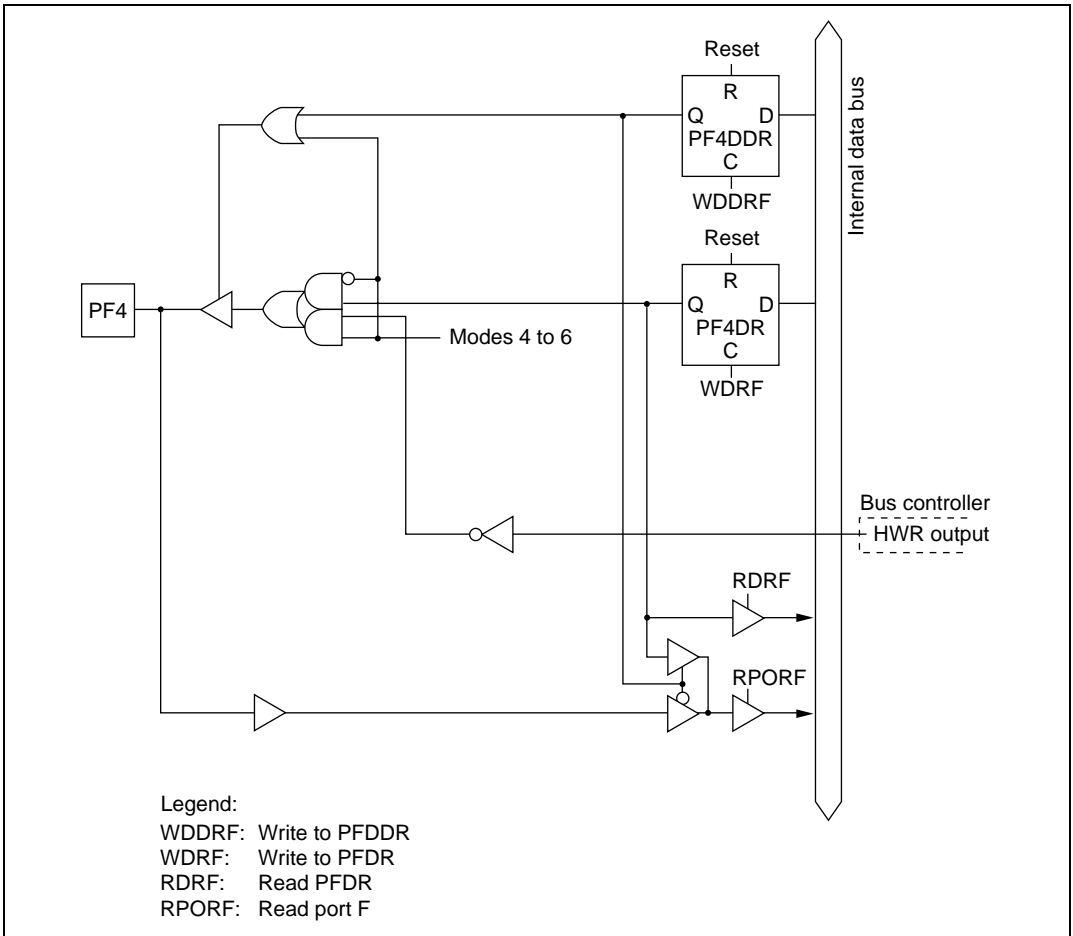 Reset
R
Q D
PF4DDR
C
WDDRF
Internal data bus
Reset
R
Q D
PF4DR
C
WDRF
PF4
Modes 4 to 6
Bus controller
HWR output
RDRF
RPORF
Legend:
WDDRF: Write to PFDDR
WDRF: Write to PFDR
RDRF: Read PFDR
RPORF: Read port F